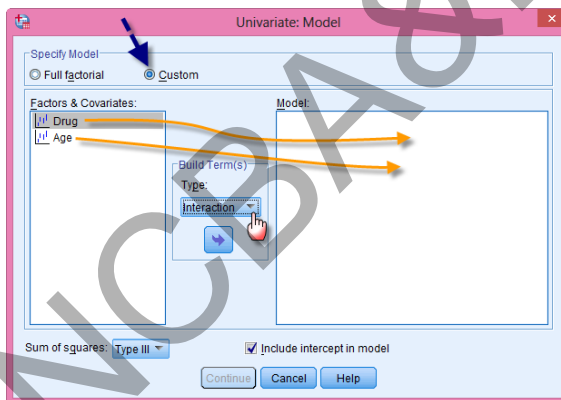 Univariate: Model
Specify Model
Full factorial
Custom
Factors & Covariates:
Model:
Drug
Age
Build Term(s)
Type:
Interaction
Sum of squares: Type III
Include intercept in model
Continue Cancel Help
NCBA&